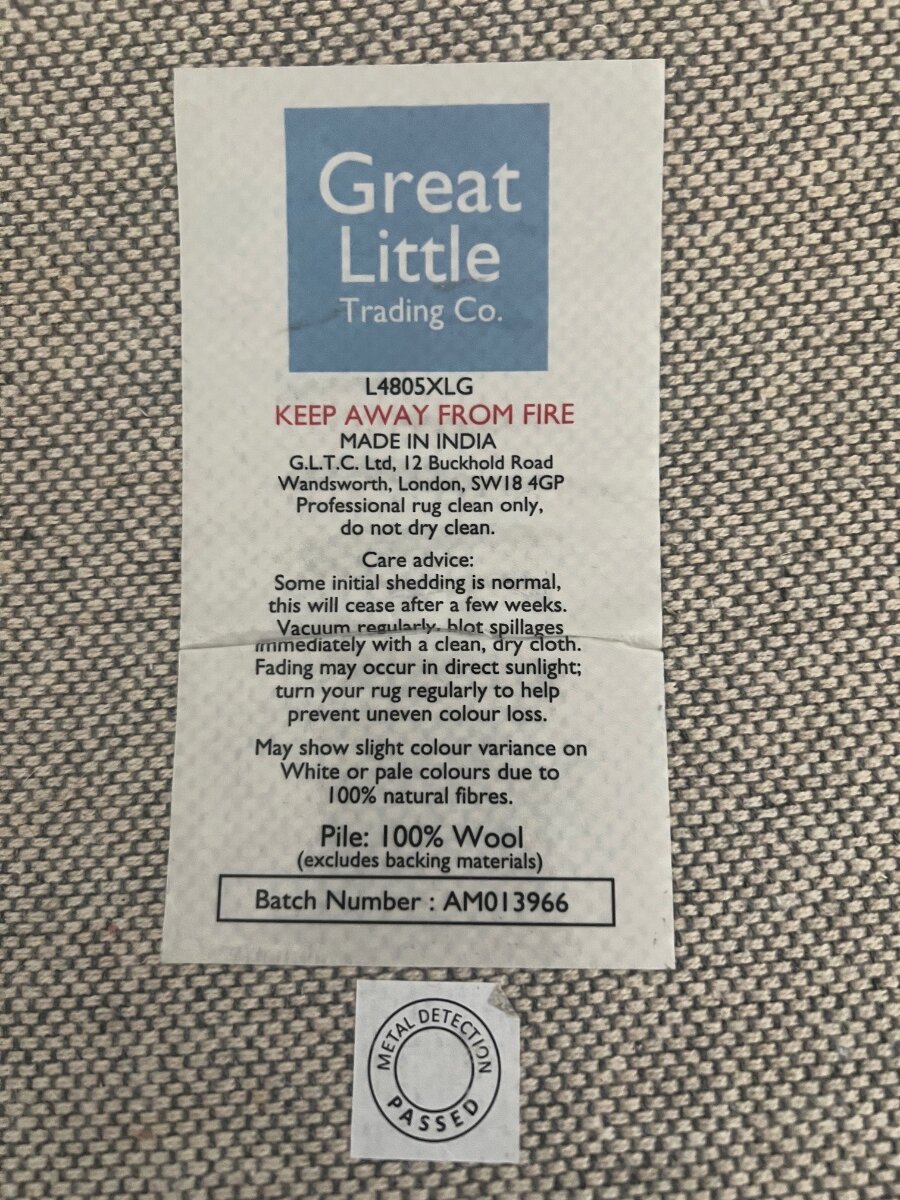 Great
Little
Trading Co.
L4805XLG
KEEP AWAY FROM FIRE
MADE IN INDIA
G.L.T.C. Ltd, 12 Buckhold Road
Wandsworth, London, SW18 4GP
Professional rug clean only,
do not dry clean.
Care advice:
Some initial shedding is normal,
this will cease after a few weeks.
Vacuum regularly, blot spillages
immediately with a clean, dry cloth.
Fading may occur in direct sunlight;
turn your rug regularly to help
prevent uneven colour loss.
May show slight colour variance on
White or pale colours due to
100% natural fibres.
Pile: 100% Wool
(excludes backing materials)
Batch Number : AM013966
METAL DETECTION
PASSED